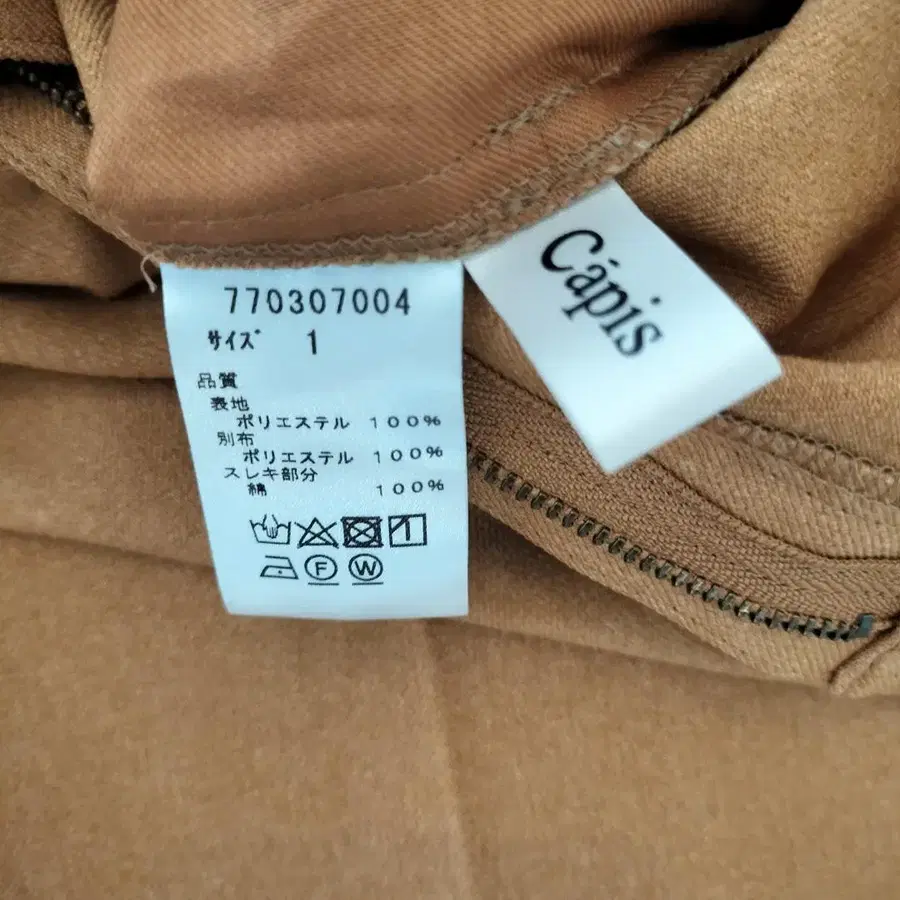 770307004
サイズ 1
品質
表地
ポリエステル 100%
別布
ポリエステル 100%
スレキ部分
綿 100%
F W
Cápis